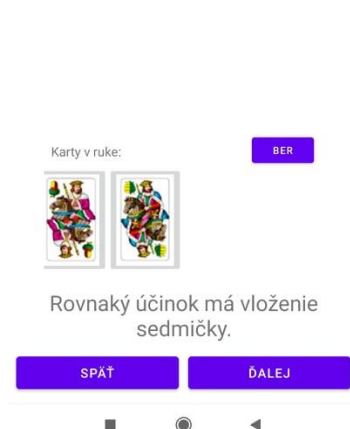 Karty v ruke:
BER
Rovnaký účinok má vloženie
sedmičky.
SPÄŤ
ĎALEJ